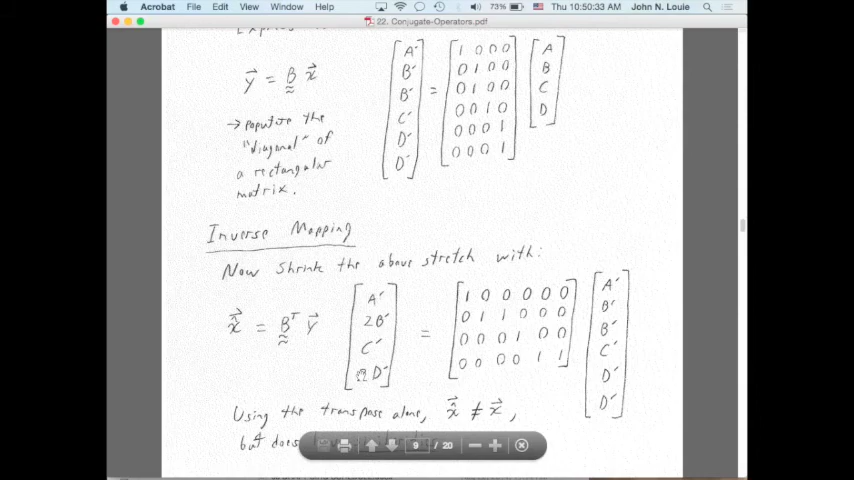 Acrobat File Edit View Window Help 73% Thu 10:50:33 AM John N. Louie
22. Conjugate-Operators.pdf
y⃗ = B x⃗
[A′ B′ B′ C′ D′ D′] = [1 0 0 0
0 1 0 0
0 1 0 0
0 0 1 0
0 0 0 1
0 0 0 1] [A B C D]
→ populate the
"diagonal" of
a rectangular
matrix.
Inverse Mapping
Now shrink the above stretch with:
x̂ = Bᵀ y⃗ [A′ 2B′ C′ 2D′] = [1 0 0 0 0 0
0 1 1 0 0 0
0 0 0 1 0 0
0 0 0 0 1 1] [A′ B′ B′ C′ D′ D′]
Using the transpose alone, x̂ ≠ x⃗,
but does
9 / 20